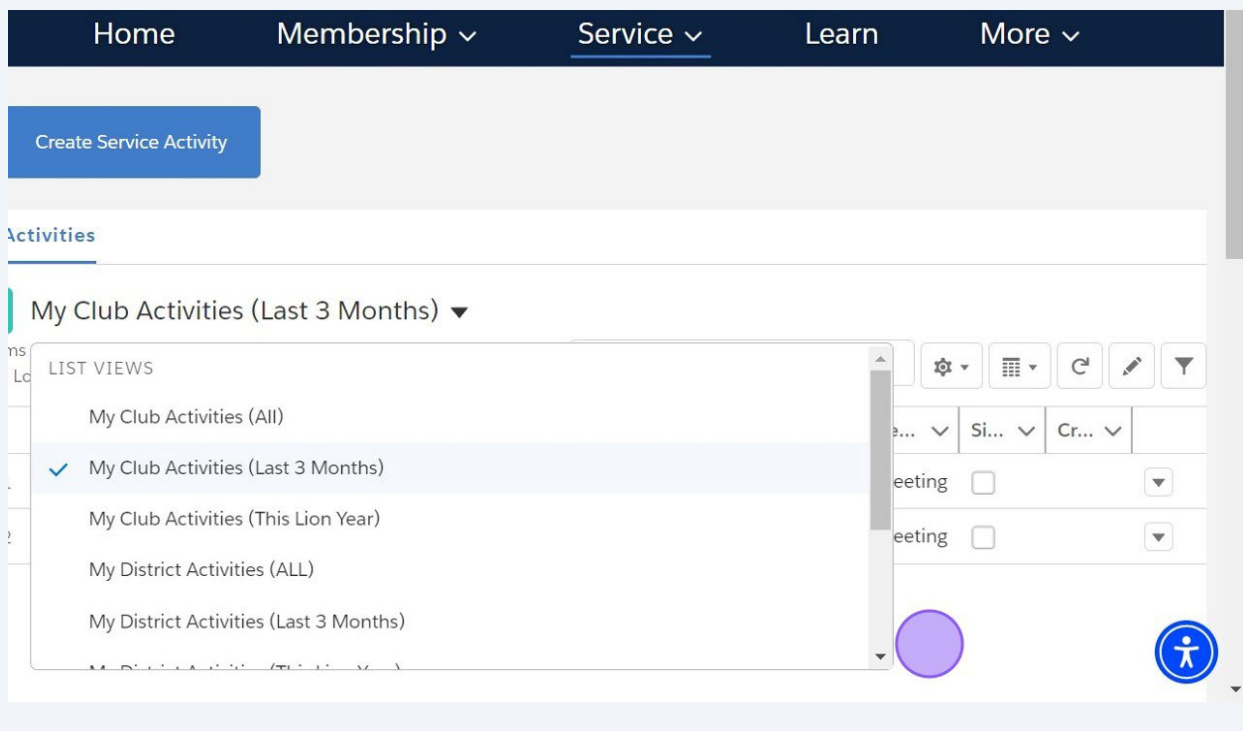 Home Membership Service Learn More
Create Service Activity
Activities
My Club Activities (Last 3 Months)
LIST VIEWS
My Club Activities (All)
My Club Activities (Last 3 Months)
e... Si... Cr...
eeting
My Club Activities (This Lion Year)
eeting
My District Activities (ALL)
My District Activities (Last 3 Months)